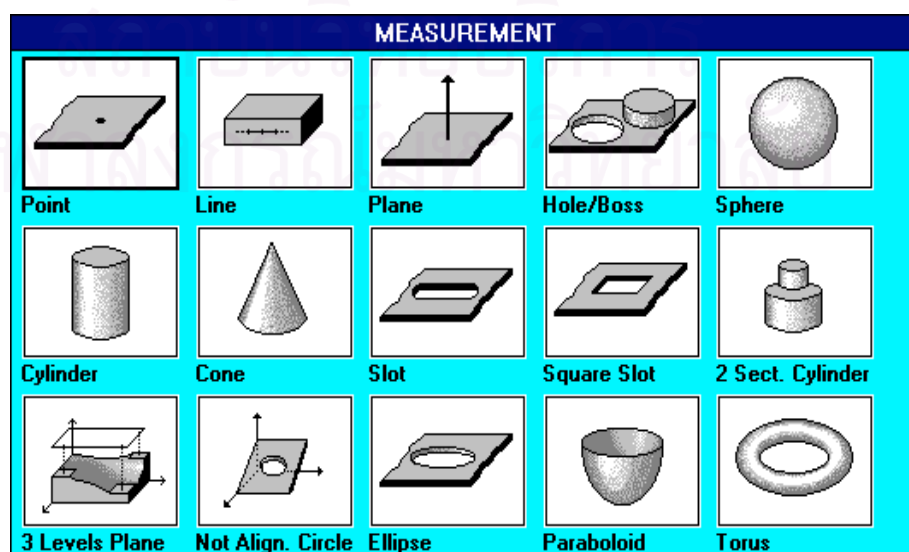 MEASUREMENT
Point Line Plane Hole/Boss Sphere
Cylinder Cone Slot Square Slot 2 Sect. Cylinder
3 Levels Plane Not Align. Circle Ellipse Paraboloid Torus